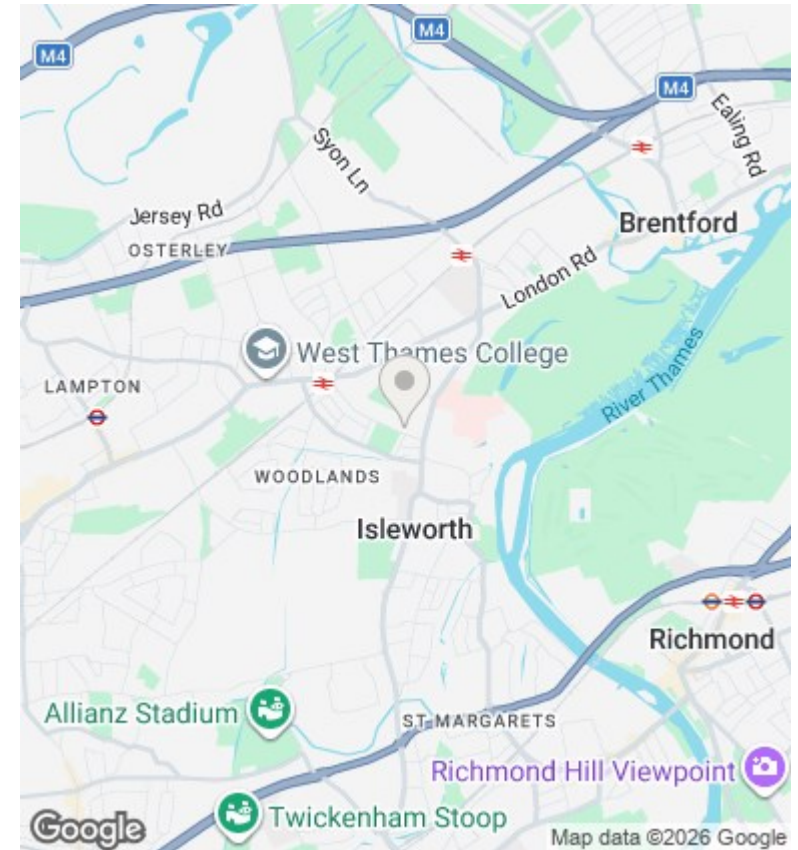 M4
M4
M4
Ealing Rd
Syon Ln
Jersey Rd
Brentford
OSTERLEY
London Rd
West Thames College
LAMPTON
River Thames
WOODLANDS
Isleworth
Richmond
Allianz Stadium
ST MARGARETS
Richmond Hill Viewpoint
Twickenham Stoop
Google
Map data ©2026 Google